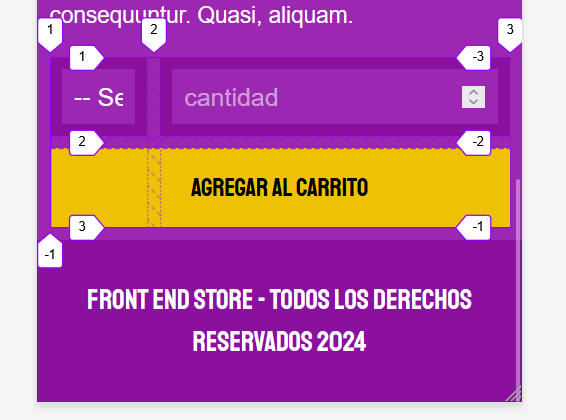 consequuntur. Quasi, aliquam.
1 2 3
1 -3
-- Se cantidad
2 -2
AGREGAR AL CARRITO
3 -1
-1
FRONT END STORE - TODOS LOS DERECHOS
RESERVADOS 2024